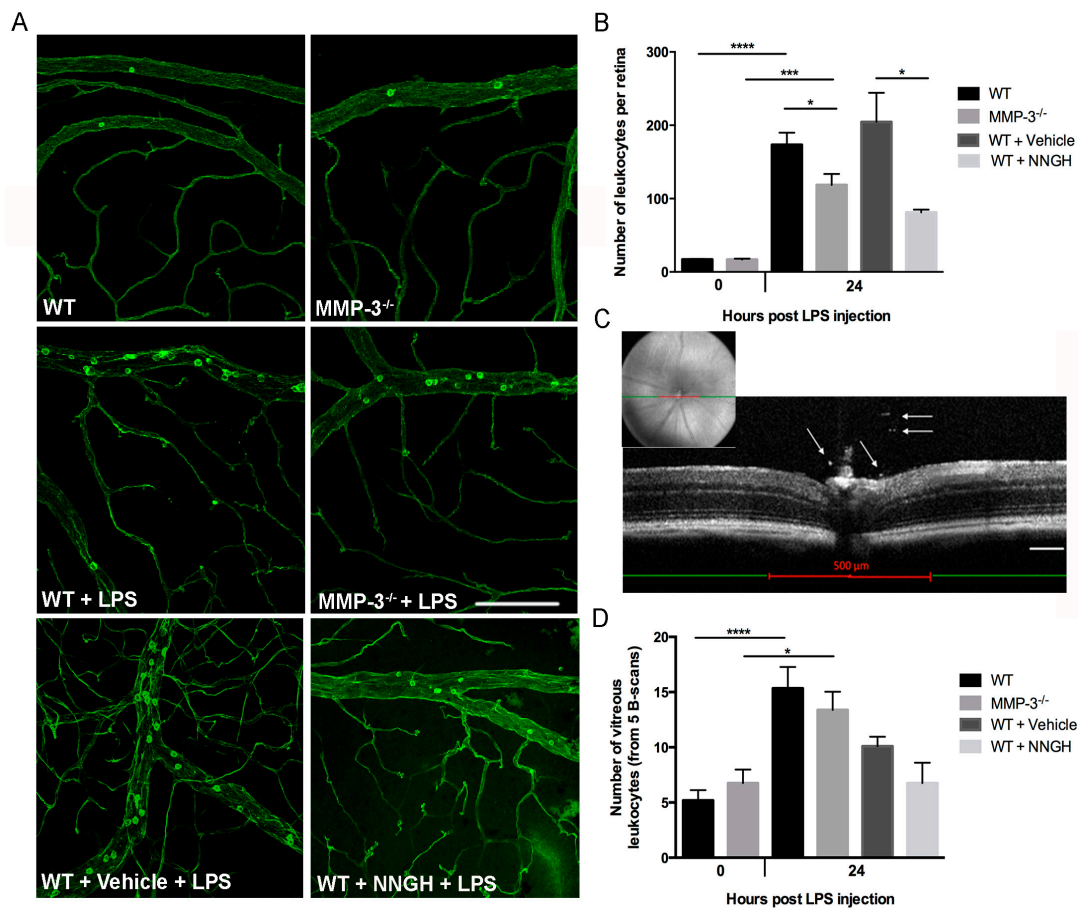 A
WT
MMP-3-/-
WT + LPS
MMP-3-/- + LPS
WT + Vehicle + LPS
WT + NNGH + LPS
B
Number of leukocytes per retina
300
200
100
0
****
***
*
*
0
24
Hours post LPS injection
WT
MMP-3-/-
WT + Vehicle
WT + NNGH
C
500 µm
D
Number of vitreous
leukocytes (from 5 B-scans)
20
15
10
5
0
****
*
0
24
Hours post LPS injection
WT
MMP-3-/-
WT + Vehicle
WT + NNGH